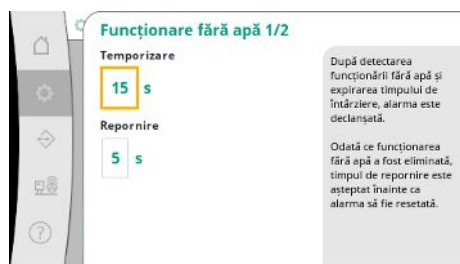 Funcționare fără apă 1/2
Temporizare
15 s
Repornire
5 s
După detectarea
funcționării fără apă și
expirarea timpului de
întârziere, alarma este
declanșată.
Odată ce funcționarea
fără apă a fost eliminată,
timpul de repornire este
așteptat înainte ca
alarma să fie resetată.
?